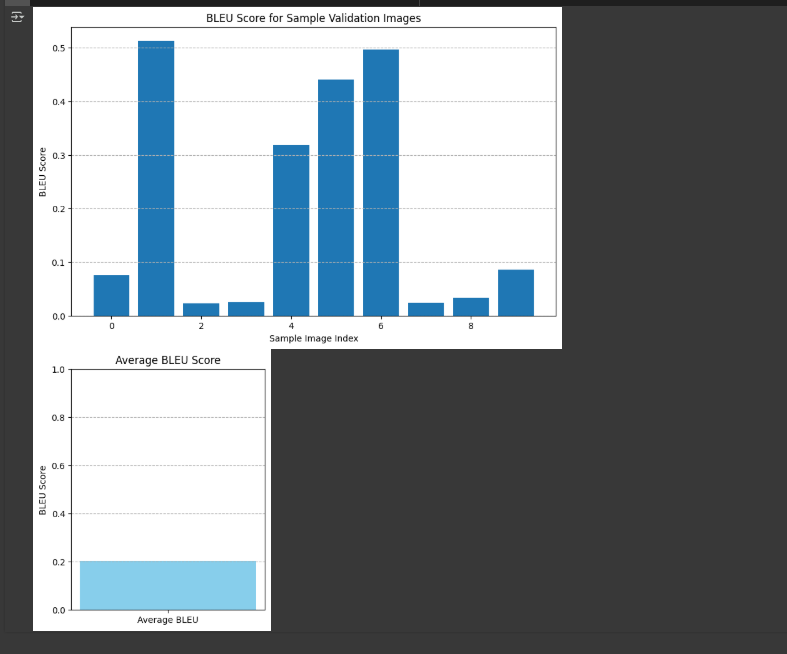 BLEU Score for Sample Validation Images
BLEU Score
0.5
0.4
0.3
0.2
0.1
0.0
0 2 4 6 8
Sample Image Index
Average BLEU Score
BLEU Score
1.0
0.8
0.6
0.4
0.2
0.0
Average BLEU